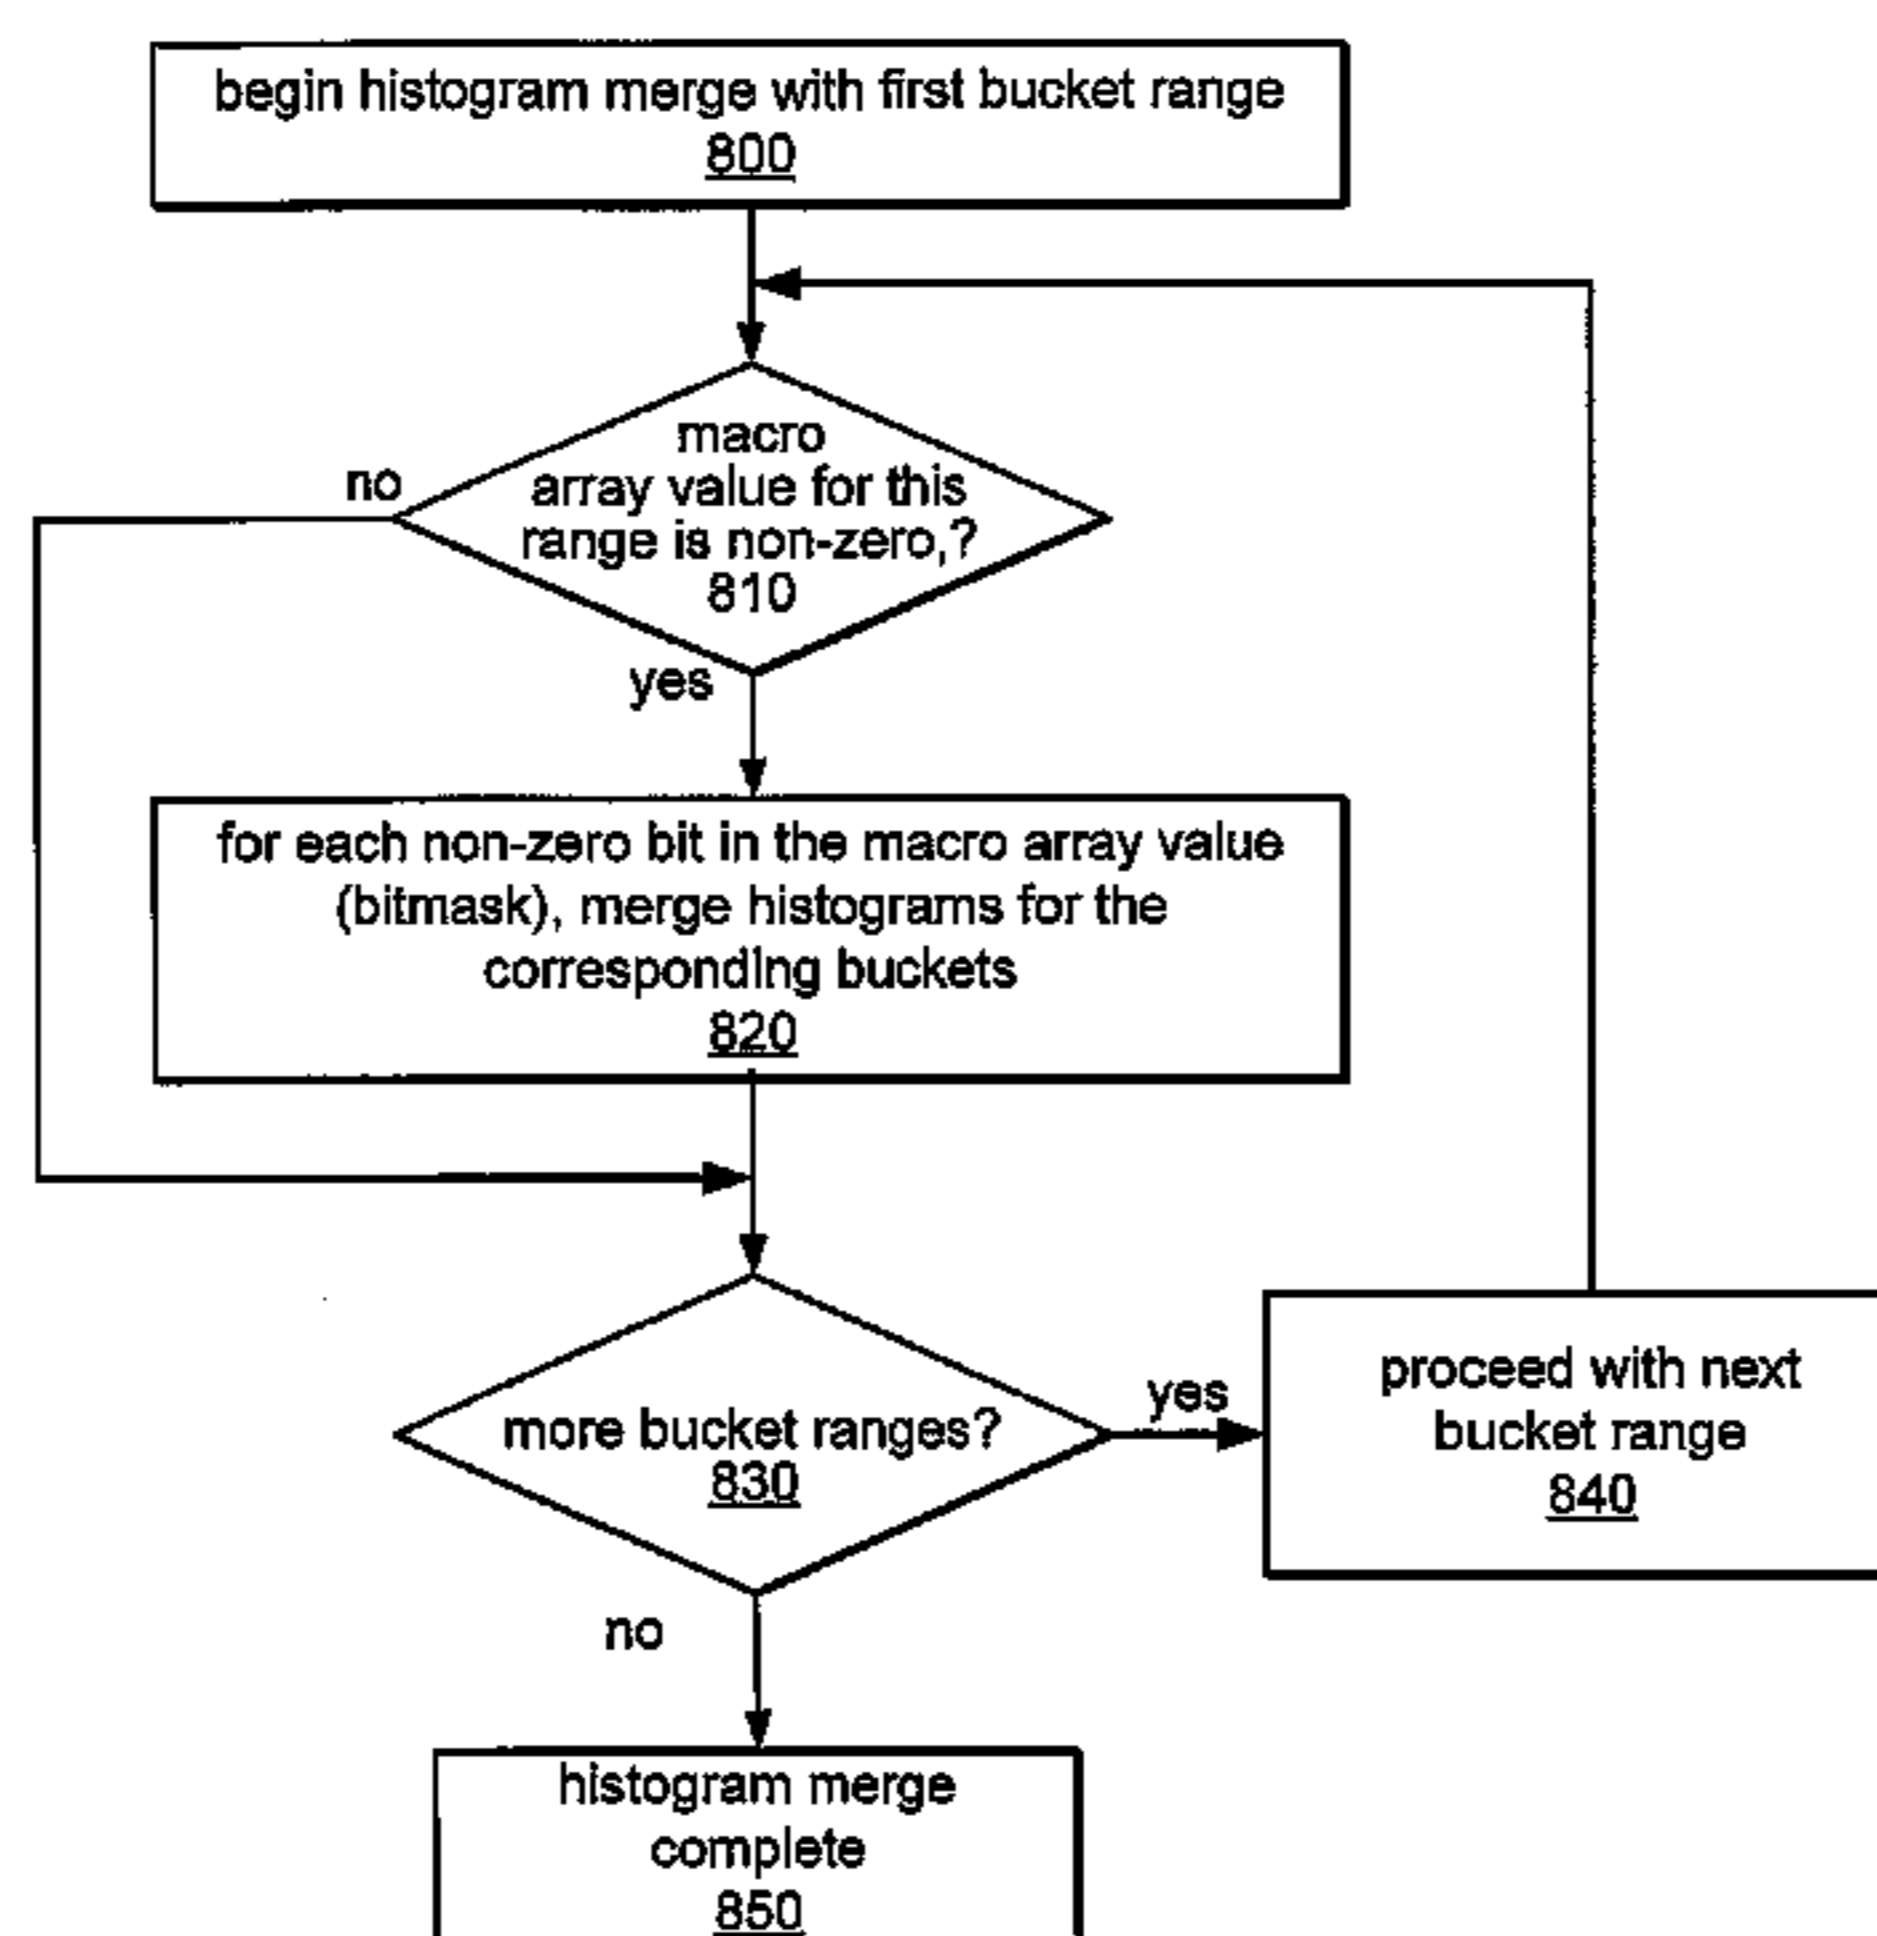 begin histogram merge with first bucket range
800
macro
array value for this
range is non-zero,?
810
no
yes
for each non-zero bit in the macro array value
(bitmask), merge histograms for the
corresponding buckets
820
more bucket ranges?
830
yes
proceed with next
bucket range
840
no
histogram merge
complete
850